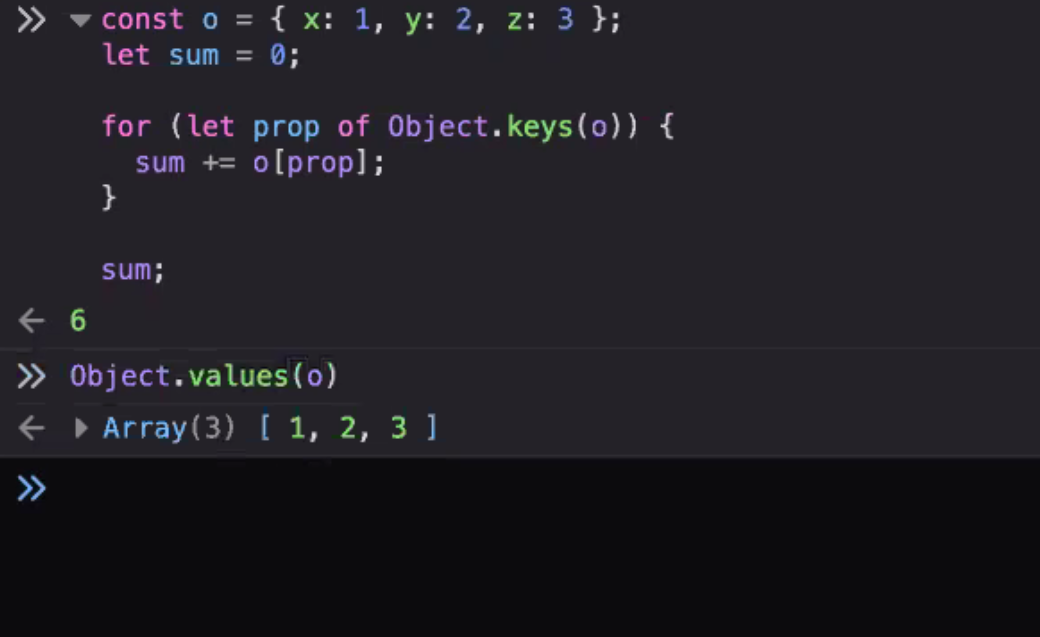 >> const o = { x: 1, y: 2, z: 3 };
let sum = 0;
for (let prop of Object.keys(o)) {
sum += o[prop];
}
sum;
← 6
>> Object.values(o)
← Array(3) [ 1, 2, 3 ]
>>